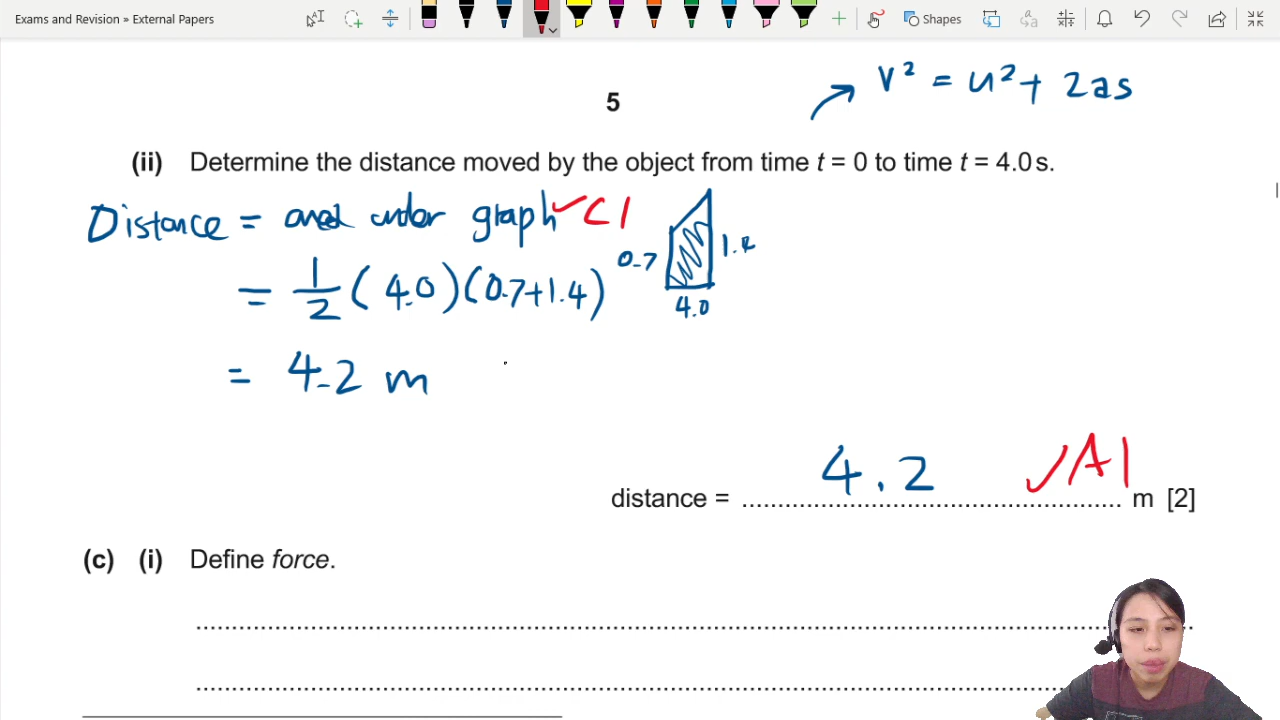 Exams and Revision » External Papers
Shapes
v² = u² + 2as
5
(ii) Determine the distance moved by the object from time t = 0 to time t = 4.0 s.
Distance = area under graph ✓ C1
= 1/2 (4.0)(0.7+1.4)
0.7
1.4
4.0
= 4.2 m
4.2 ✓A1
distance = .................................................... m [2]
(c) (i) Define force.